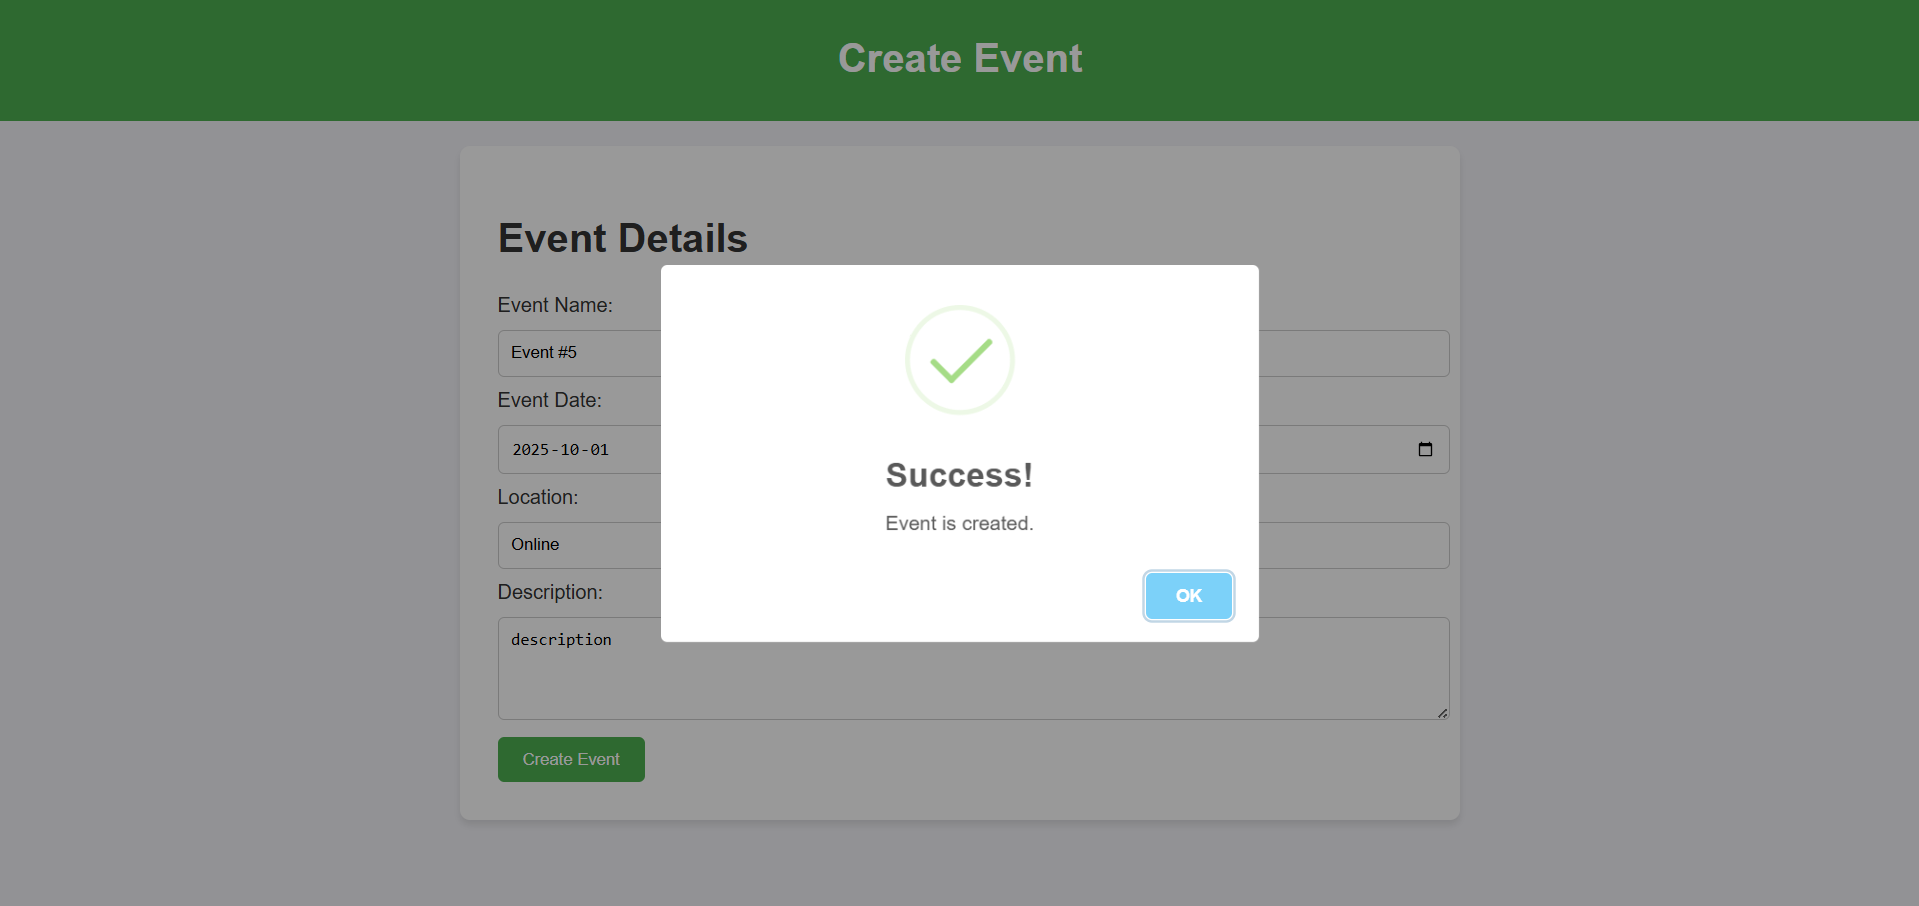 Create Event
Event Details
Event Name:
Event #5
Event Date:
2025-10-01
Location:
Online
Description:
description
Create Event
Success!
Event is created.
OK